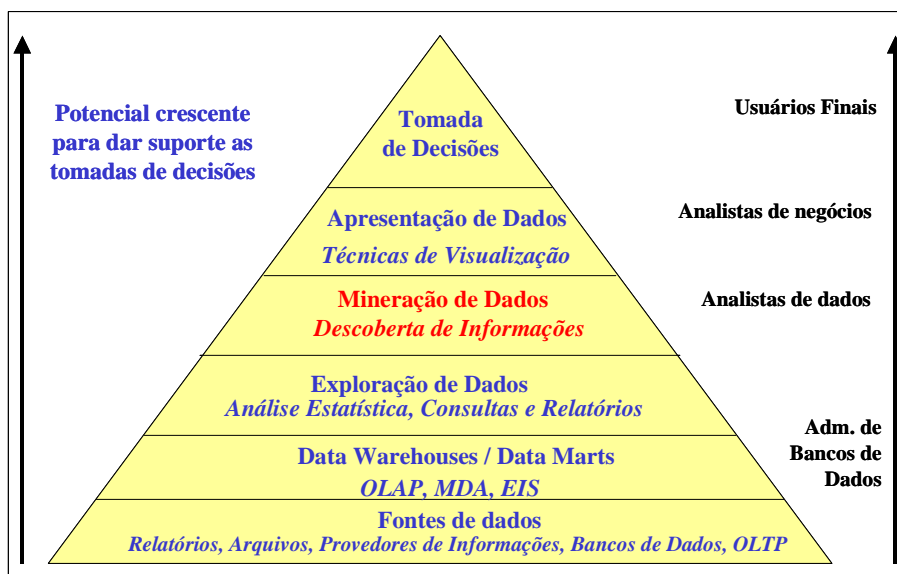 Potencial crescente
para dar suporte as
tomadas de decisões
Tomada
de Decisões
Usuários Finais
Apresentação de Dados
Técnicas de Visualização
Analistas de negócios
Mineração de Dados
Descoberta de Informações
Analistas de dados
Exploração de Dados
Análise Estatística, Consultas e Relatórios
Data Warehouses / Data Marts
OLAP, MDA, EIS
Adm. de
Bancos de
Dados
Fontes de dados
Relatórios, Arquivos, Provedores de Informações, Bancos de Dados, OLTP